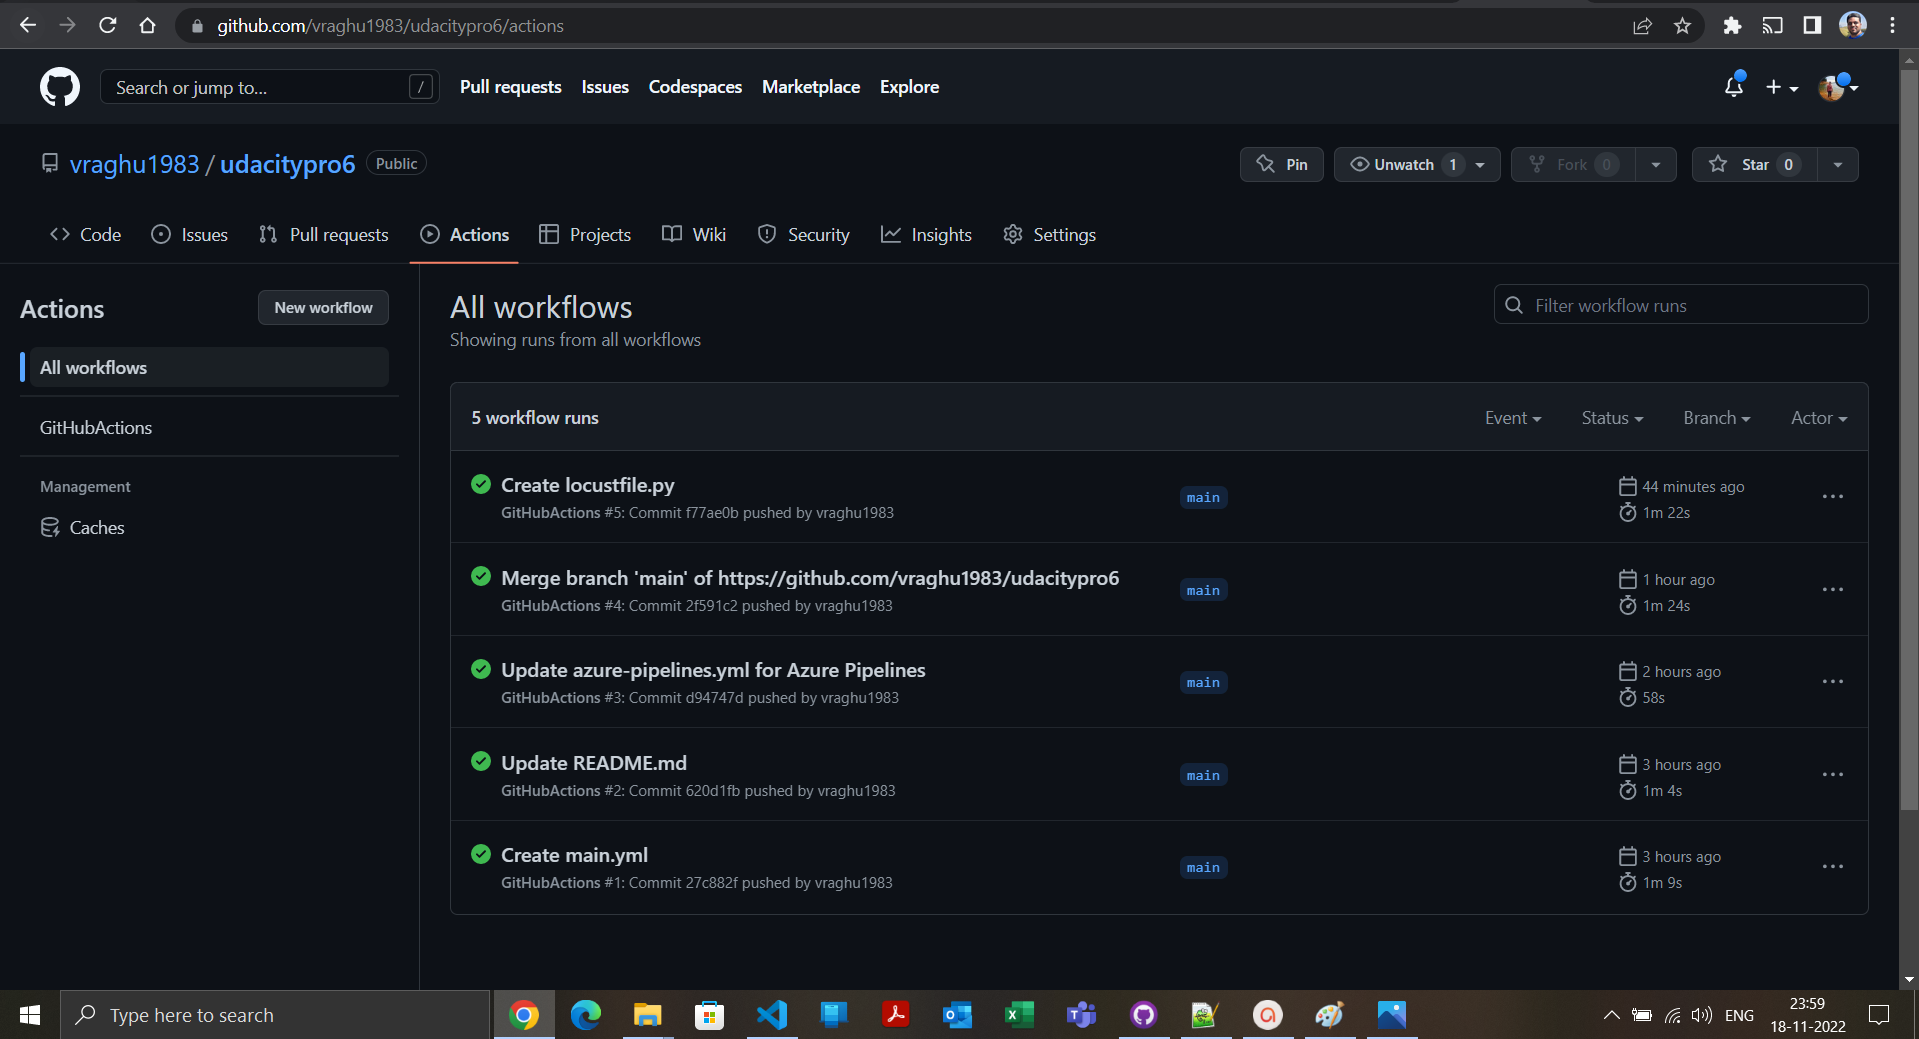 github.com/vraghu1983/udacitypro6/actions
Search or jump to...
/
Pull requests
Issues
Codespaces
Marketplace
Explore
vraghu1983 / udacitypro6
Public
Pin
Unwatch 1
Fork 0
Star 0
Code
Issues
Pull requests
Actions
Projects
Wiki
Security
Insights
Settings
Actions
New workflow
All workflows
GitHubActions
Management
Caches
All workflows
Showing runs from all workflows
Filter workflow runs
5 workflow runs
Event
Status
Branch
Actor
Create locustfile.py
GitHubActions #5: Commit f77ae0b pushed by vraghu1983
main
44 minutes ago
1m 22s
Merge branch 'main' of https://github.com/vraghu1983/udacitypro6
GitHubActions #4: Commit 2f591c2 pushed by vraghu1983
main
1 hour ago
1m 24s
Update azure-pipelines.yml for Azure Pipelines
GitHubActions #3: Commit d94747d pushed by vraghu1983
main
2 hours ago
58s
Update README.md
GitHubActions #2: Commit 620d1fb pushed by vraghu1983
main
3 hours ago
1m 4s
Create main.yml
GitHubActions #1: Commit 27c882f pushed by vraghu1983
main
3 hours ago
1m 9s
Type here to search
ENG
23:59
18-11-2022